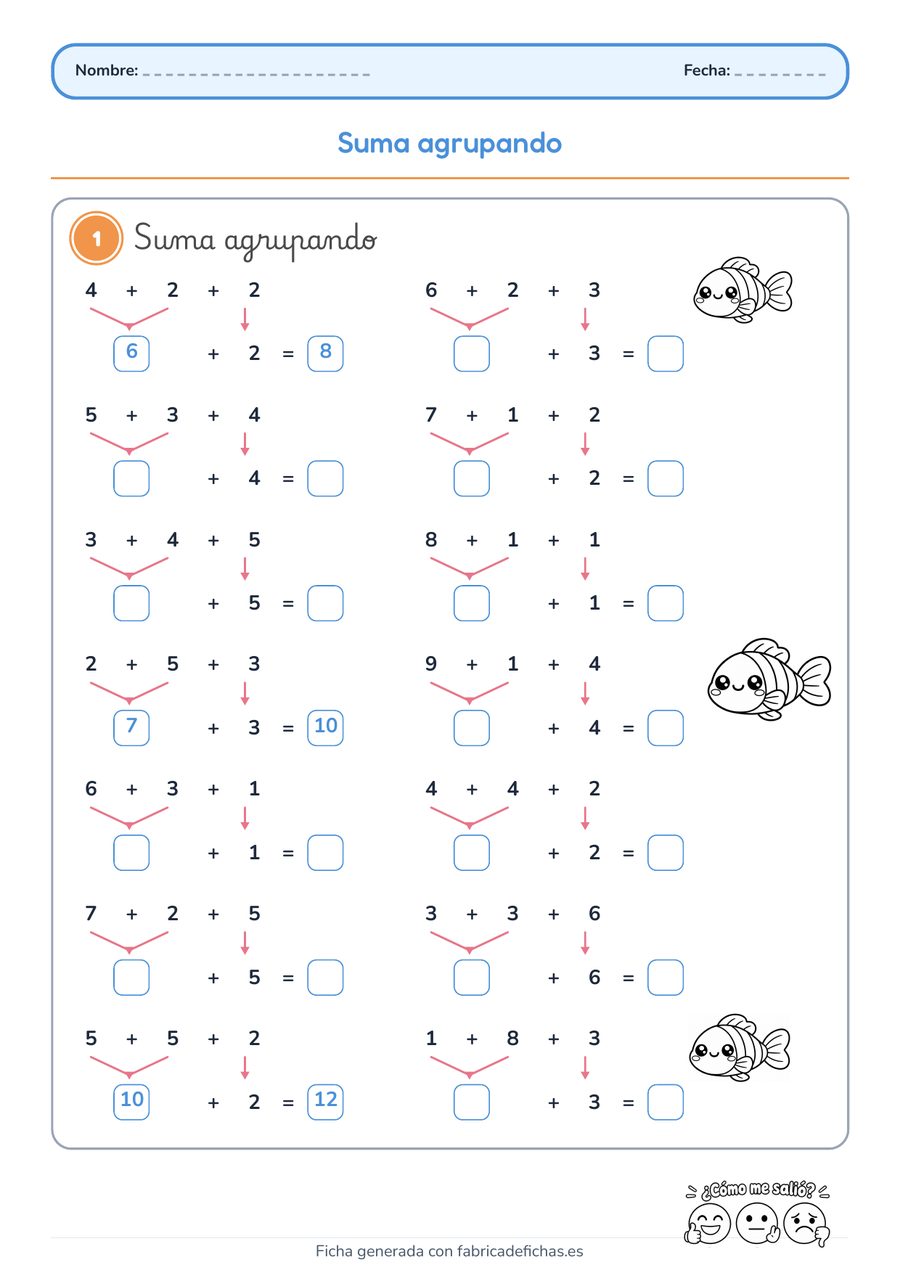 Nombre: Fecha:
Suma agrupando
1 Suma agrupando
4 + 2 + 2 6 + 2 + 3
6 + 2 = 8 + 3 =
5 + 3 + 4 7 + 1 + 2
+ 4 = + 2 =
3 + 4 + 5 8 + 1 + 1
+ 5 = + 1 =
2 + 5 + 3 9 + 1 + 4
7 + 3 = 10 + 4 =
6 + 3 + 1 4 + 4 + 2
+ 1 = + 2 =
7 + 2 + 5 3 + 3 + 6
+ 5 = + 6 =
5 + 5 + 2 1 + 8 + 3
10 + 2 = 12 + 3 =
¿Cómo me salió?
Ficha generada con fabricadefichas.es